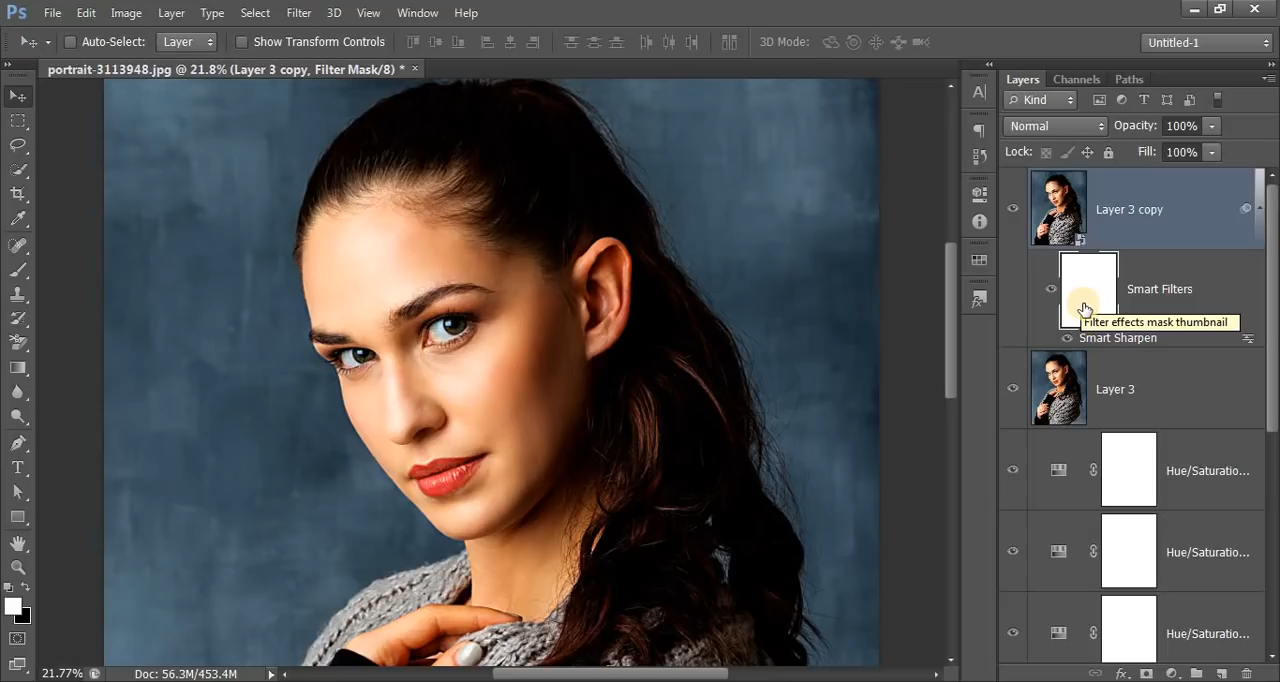 Ps File Edit Image Layer Type Select Filter 3D View Window Help
Auto-Select: Layer Show Transform Controls 3D Mode: Untitled-1
portrait-3113948.jpg @ 21.8% (Layer 3 copy, Filter Mask/8) * ×
Layers Channels Paths
Kind
Normal Opacity: 100%
Lock: Fill: 100%
Layer 3 copy
Smart Filters
Filter effects mask thumbnail
Smart Sharpen
Layer 3
Hue/Saturatio...
Hue/Saturatio...
Hue/Saturatio...
21.77% Doc: 56.3M/453.4M